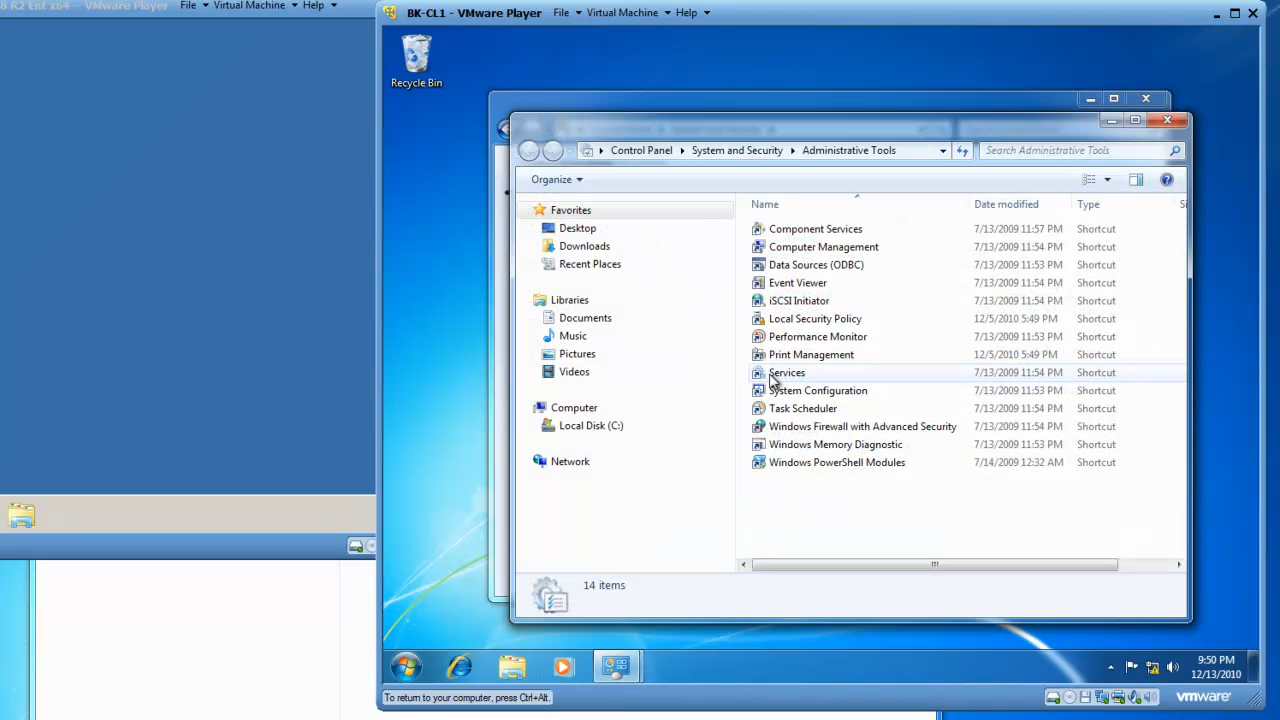 8 R2 Ent x64 - VMware Player File Virtual Machine Help
BK-CL1 - VMware Player File Virtual Machine Help
Recycle Bin
Control Panel System and Security Administrative Tools Search Administrative Tools
Organize
Favorites
Desktop
Downloads
Recent Places
Libraries
Documents
Music
Pictures
Videos
Computer
Local Disk (C:)
Network
Name Date modified Type Si
Component Services 7/13/2009 11:57 PM Shortcut
Computer Management 7/13/2009 11:54 PM Shortcut
Data Sources (ODBC) 7/13/2009 11:53 PM Shortcut
Event Viewer 7/13/2009 11:54 PM Shortcut
iSCSI Initiator 7/13/2009 11:54 PM Shortcut
Local Security Policy 12/5/2010 5:49 PM Shortcut
Performance Monitor 7/13/2009 11:53 PM Shortcut
Print Management 12/5/2010 5:49 PM Shortcut
Services 7/13/2009 11:54 PM Shortcut
System Configuration 7/13/2009 11:53 PM Shortcut
Task Scheduler 7/13/2009 11:54 PM Shortcut
Windows Firewall with Advanced Security 7/13/2009 11:54 PM Shortcut
Windows Memory Diagnostic 7/13/2009 11:53 PM Shortcut
Windows PowerShell Modules 7/14/2009 12:32 AM Shortcut
14 items
9:50 PM
12/13/2010
To return to your computer, press Ctrl+Alt.
vmware